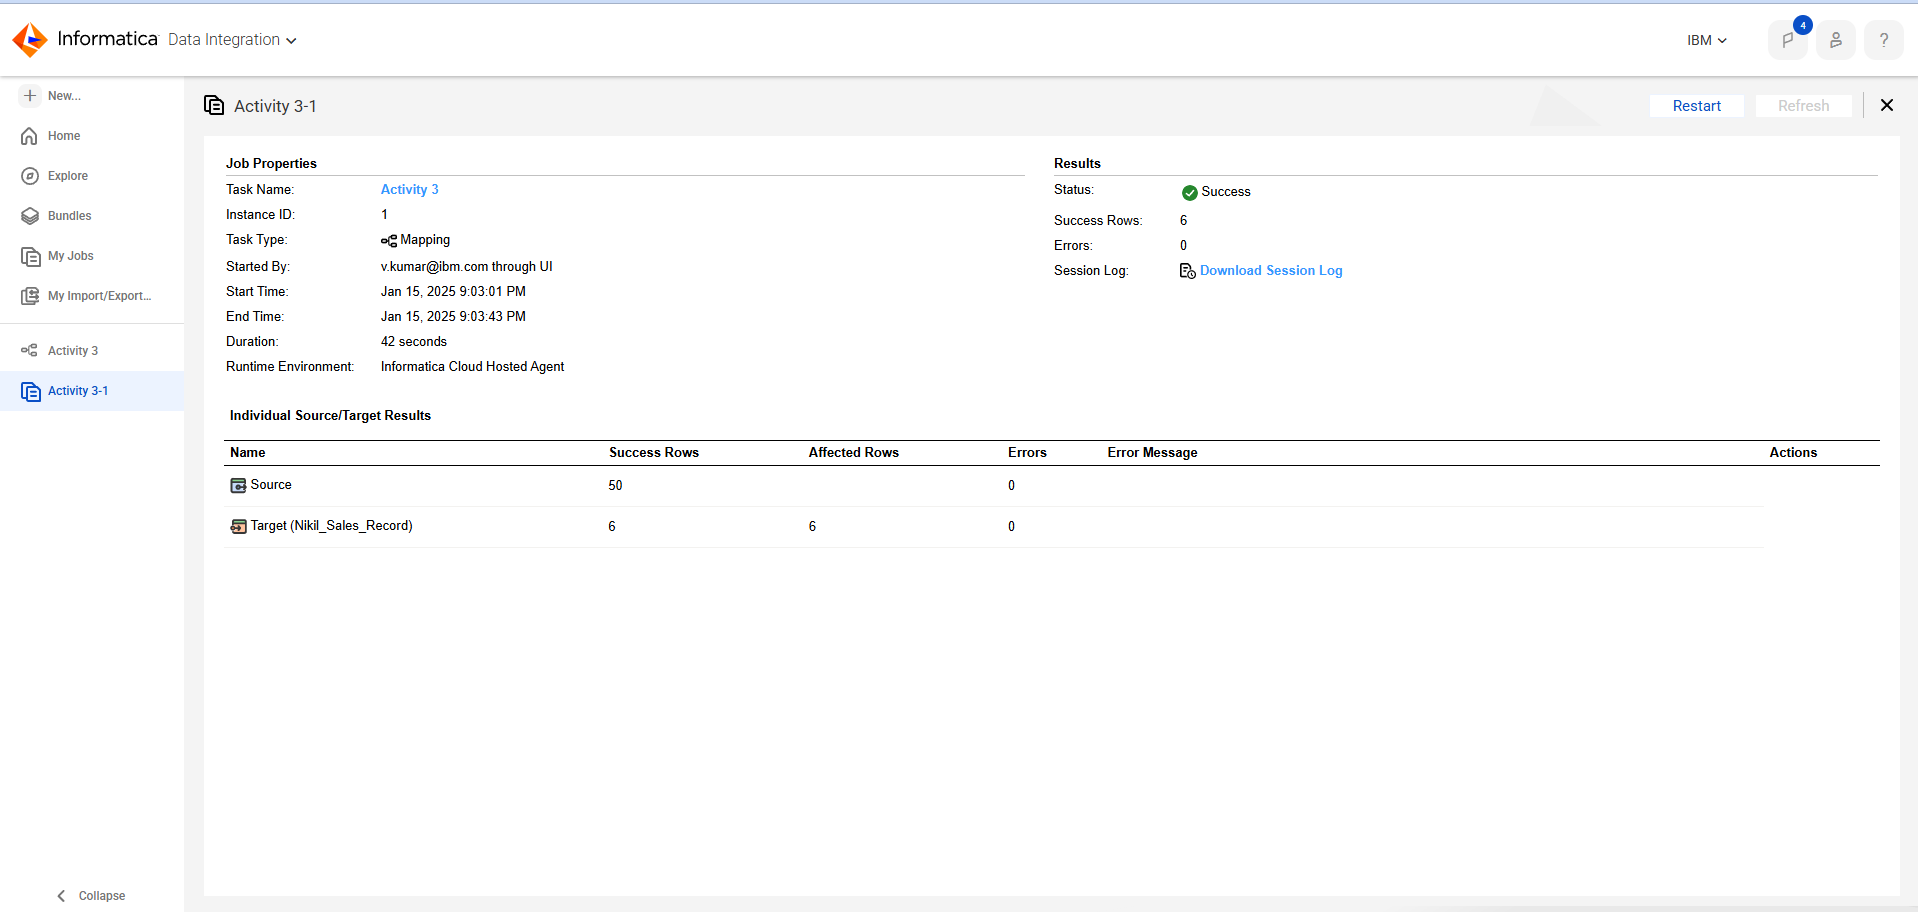 Informatica Data Integration
IBM
4
?
New...
Home
Explore
Bundles
My Jobs
My Import/Export...
Activity 3
Activity 3-1
Collapse
Activity 3-1
Restart
Refresh
Job Properties
Task Name: Activity 3
Instance ID: 1
Task Type: Mapping
Started By: v.kumar@ibm.com through UI
Start Time: Jan 15, 2025 9:03:01 PM
End Time: Jan 15, 2025 9:03:43 PM
Duration: 42 seconds
Runtime Environment: Informatica Cloud Hosted Agent
Results
Status: Success
Success Rows: 6
Errors: 0
Session Log: Download Session Log
Individual Source/Target Results
Name Success Rows Affected Rows Errors Error Message Actions
Source 50 0
Target (Nikil_Sales_Record) 6 6 0